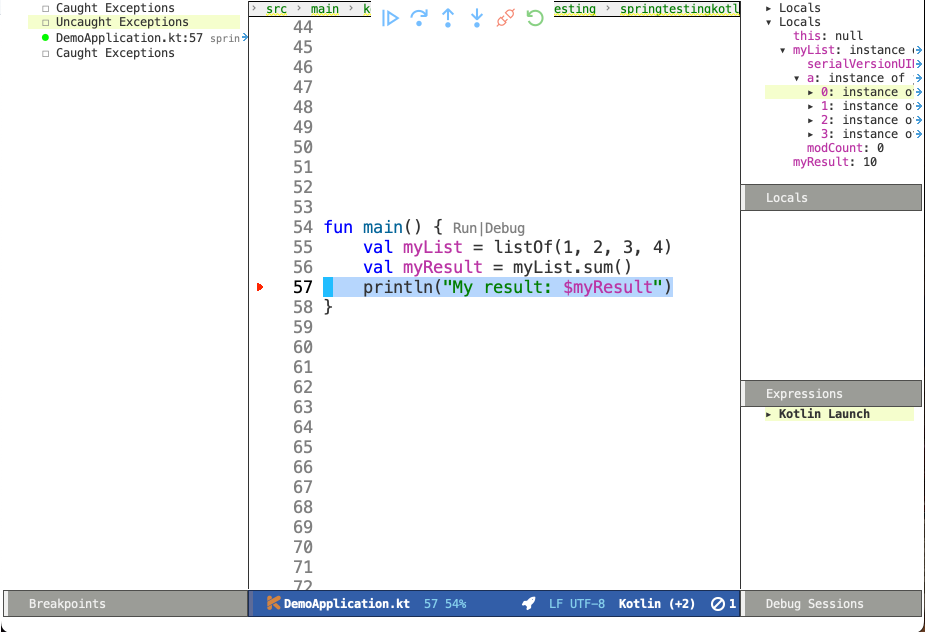 Caught Exceptions
Uncaught Exceptions
DemoApplication.kt:57 sprin
Caught Exceptions
Breakpoints
› src › main › k esting › springtestingkotl
44
45
46
47
48
49
50
51
52
53
54 fun main() { Run|Debug
55 val myList = listOf(1, 2, 3, 4)
56 val myResult = myList.sum()
57 println("My result: $myResult")
58 }
59
60
61
62
63
64
65
66
67
68
69
70
71
72
DemoApplication.kt 57 54% LF UTF-8 Kotlin (+2) 1
Locals
Locals
this: null
myList: instance
serialVersionUI
a: instance of
0: instance o
1: instance o
2: instance o
3: instance o
modCount: 0
myResult: 10
Locals
Expressions
Kotlin Launch
Debug Sessions